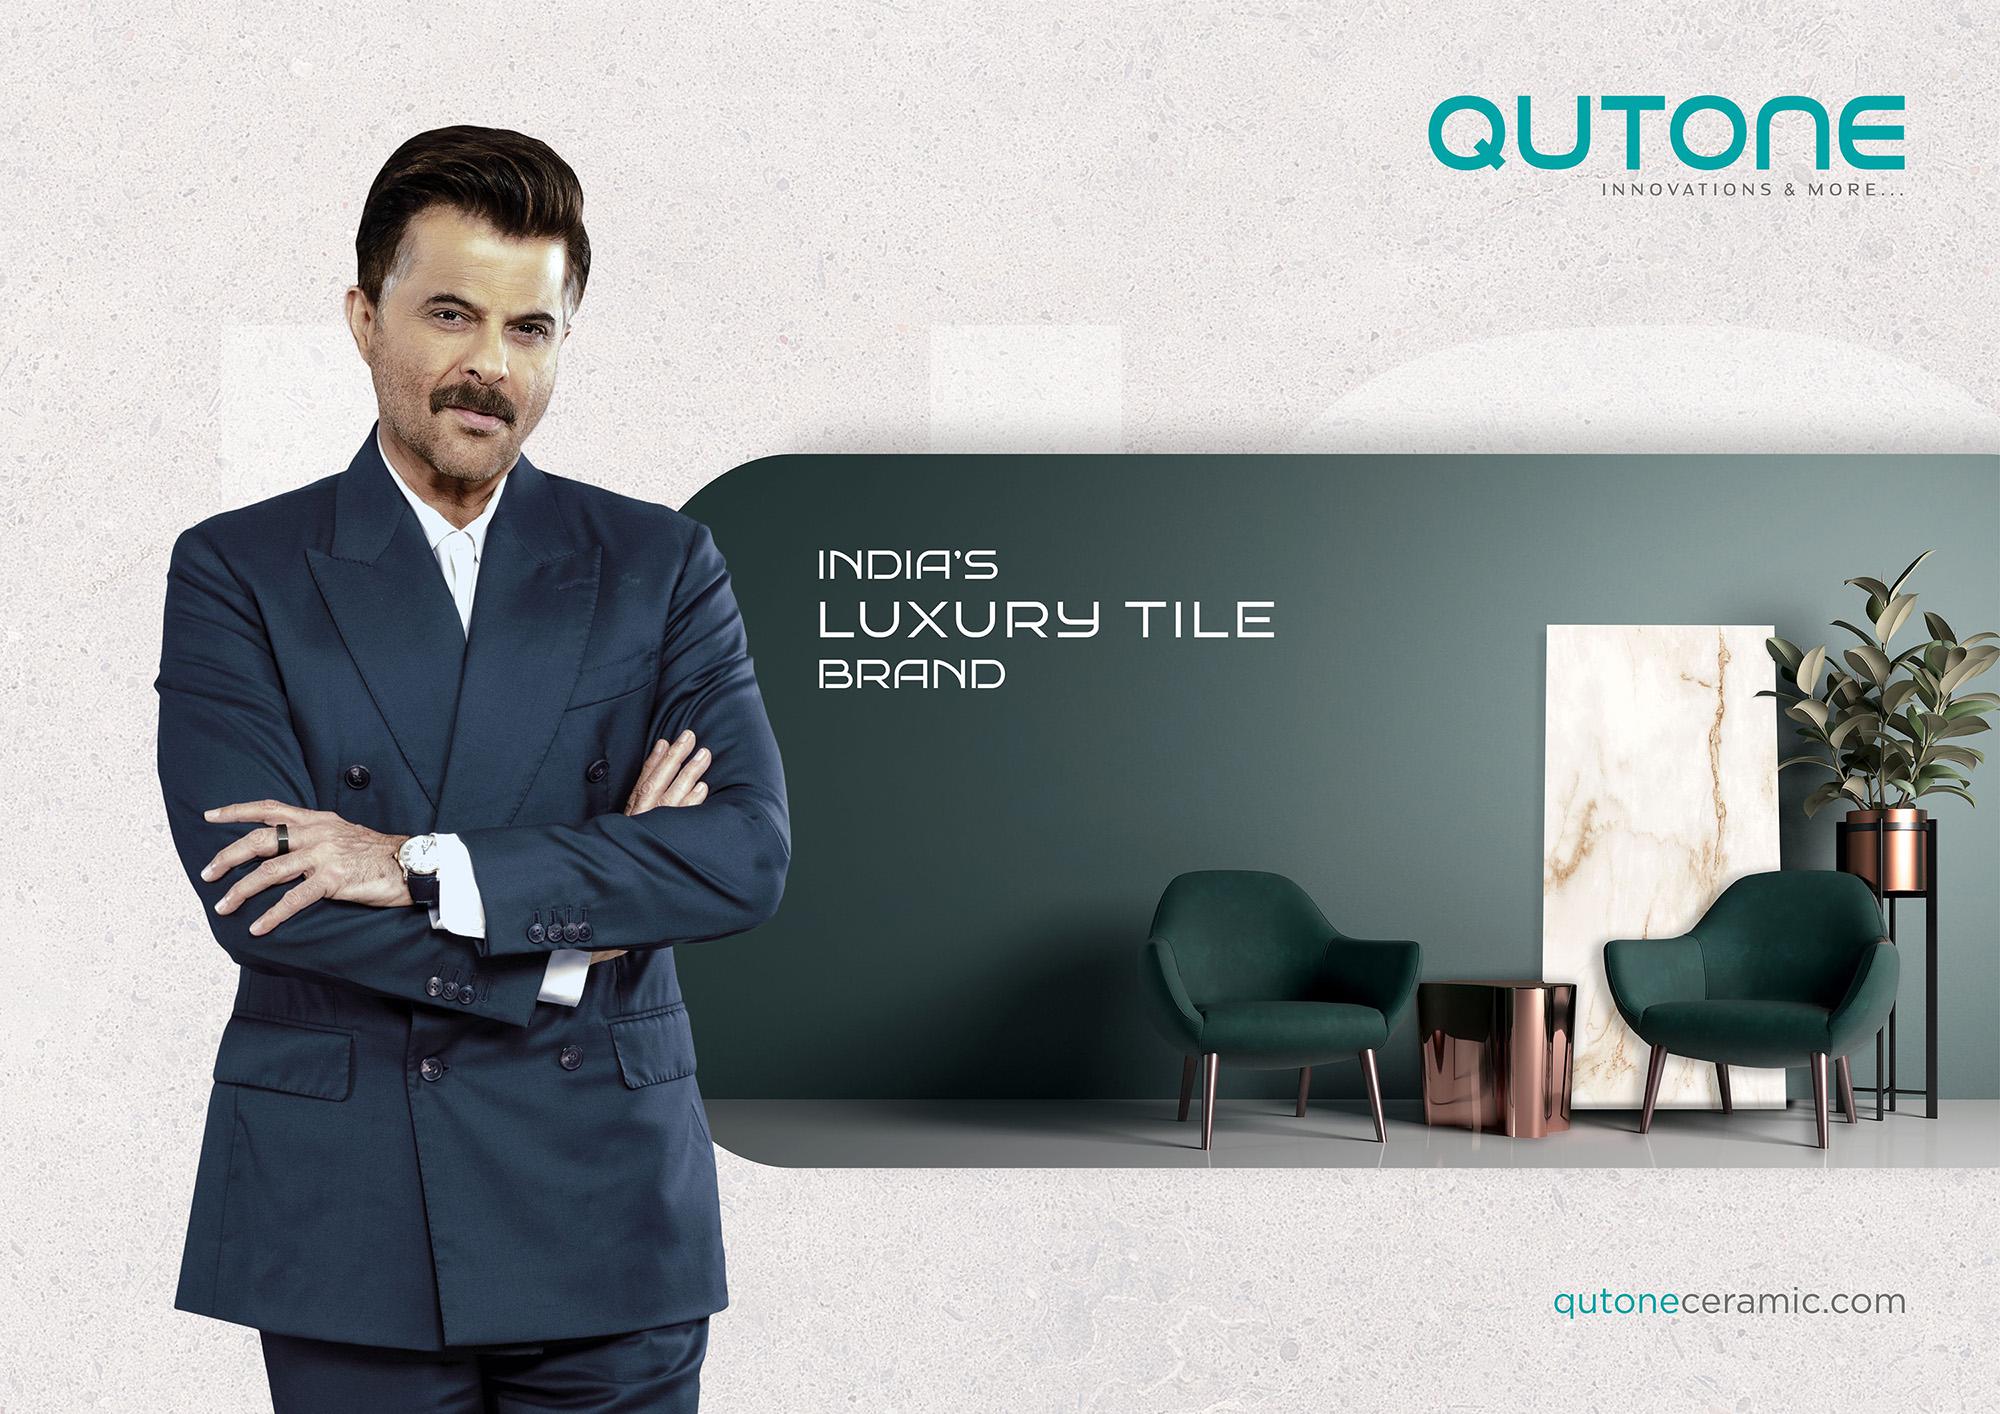 QUTONE
INNOVATIONS & MORE...
INDIA'S
LUXURY TILE
BRAND
qutoneceramic.com